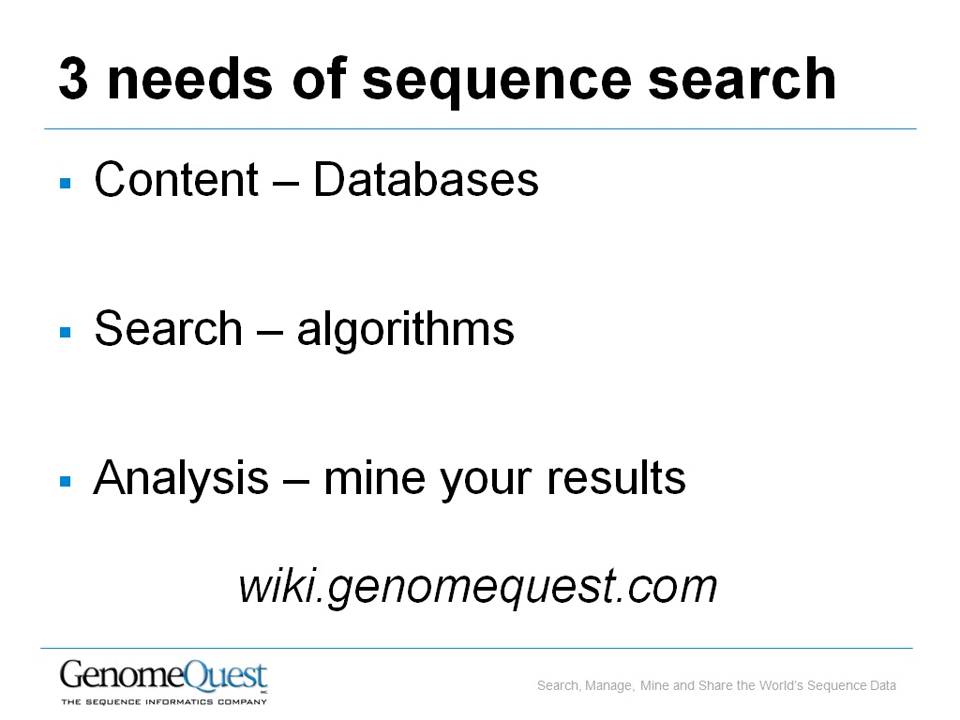 3 needs of sequence search
▪ Content – Databases
▪ Search – algorithms
▪ Analysis – mine your results
wiki.genomequest.com
GenomeQuest INC
THE SEQUENCE INFORMATICS COMPANY
Search, Manage, Mine and Share the World's Sequence Data